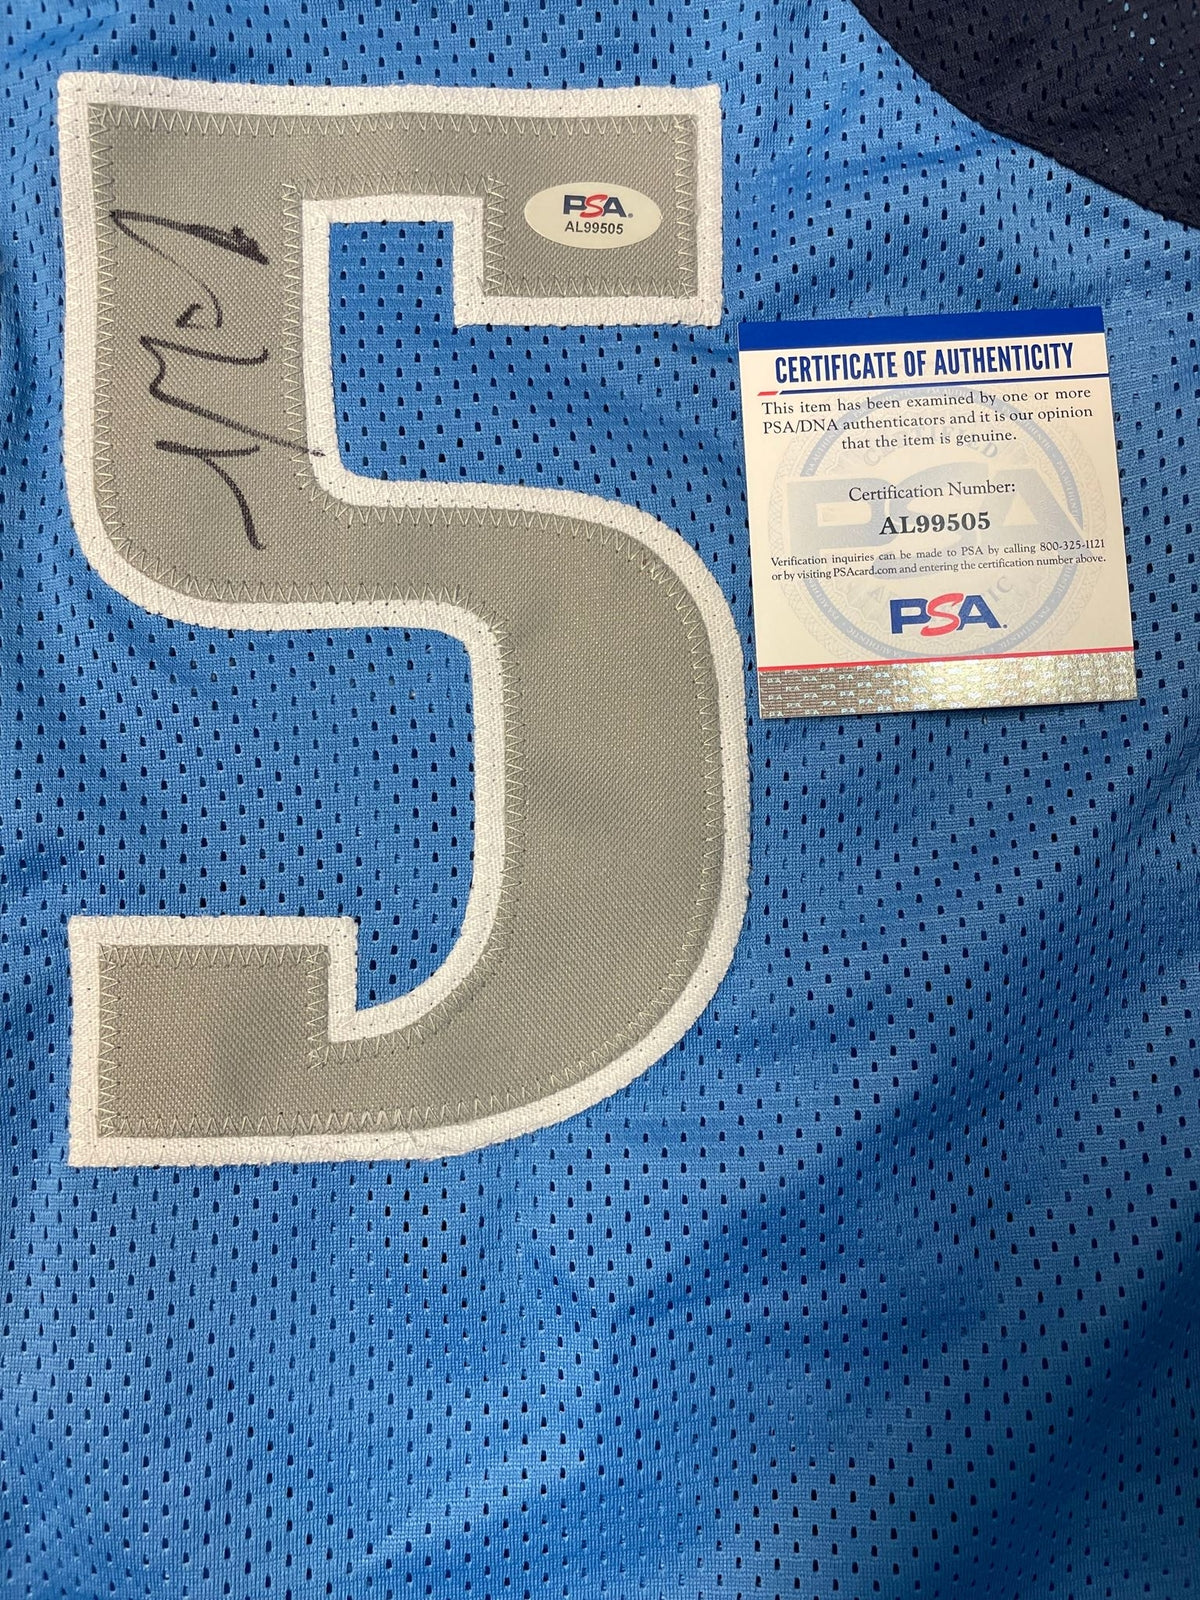 5
PSA
AL99505
CERTIFICATE OF AUTHENTICITY
This item has been examined by one or more
PSA/DNA authenticators and it is our opinion
that the item is genuine.
Certification Number:
AL99505
Verification inquiries can be made to PSA by calling 800-325-1121
or by visiting PSAcard.com and entering the certification number above.
PSA